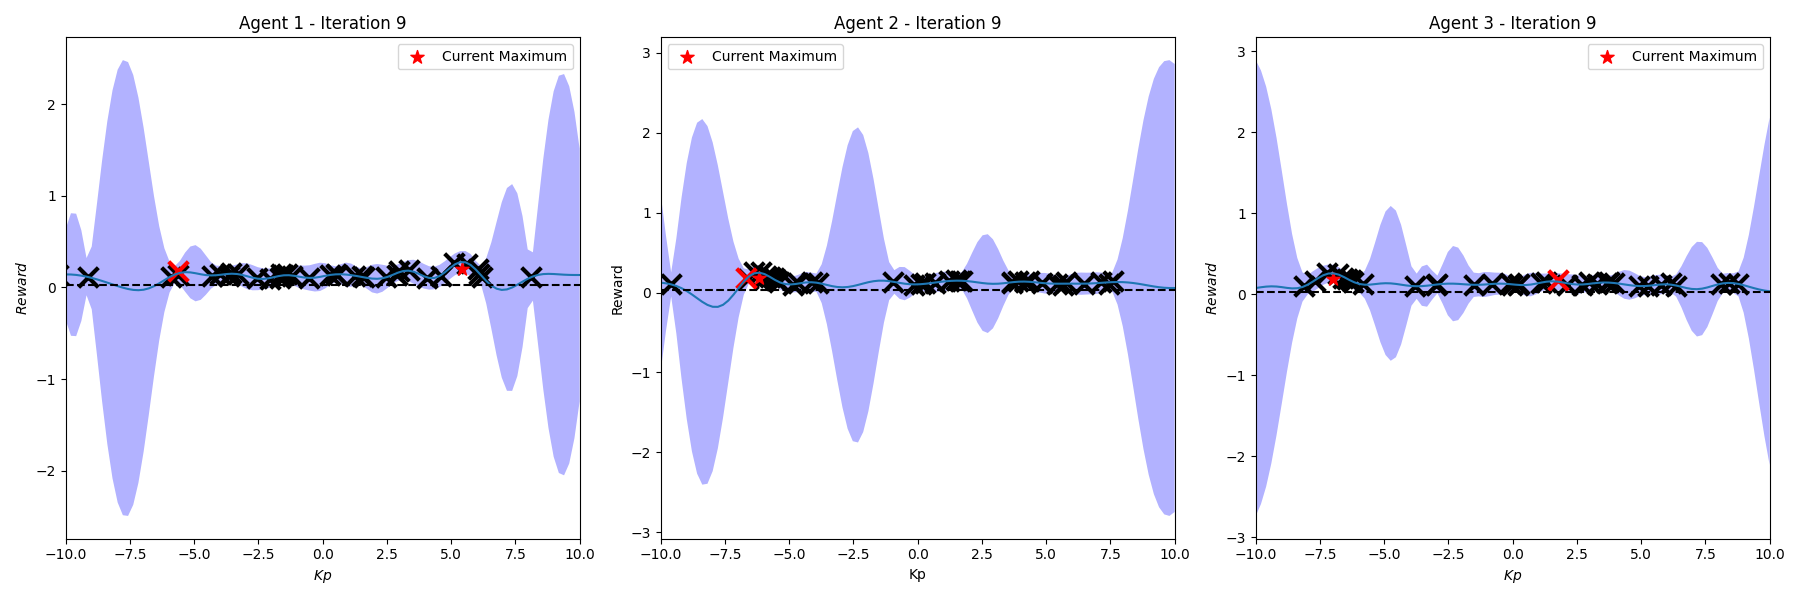 Agent 1 - Iteration 9
Current Maximum
2
1
0
−1
−2
Reward
−10.0 −7.5 −5.0 −2.5 0.0 2.5 5.0 7.5 10.0
Kp
Agent 2 - Iteration 9
Current Maximum
3
2
1
0
−1
−2
−3
Reward
−10.0 −7.5 −5.0 −2.5 0.0 2.5 5.0 7.5 10.0
Kp
Agent 3 - Iteration 9
Current Maximum
3
2
1
0
−1
−2
−3
Reward
−10.0 −7.5 −5.0 −2.5 0.0 2.5 5.0 7.5 10.0
Kp